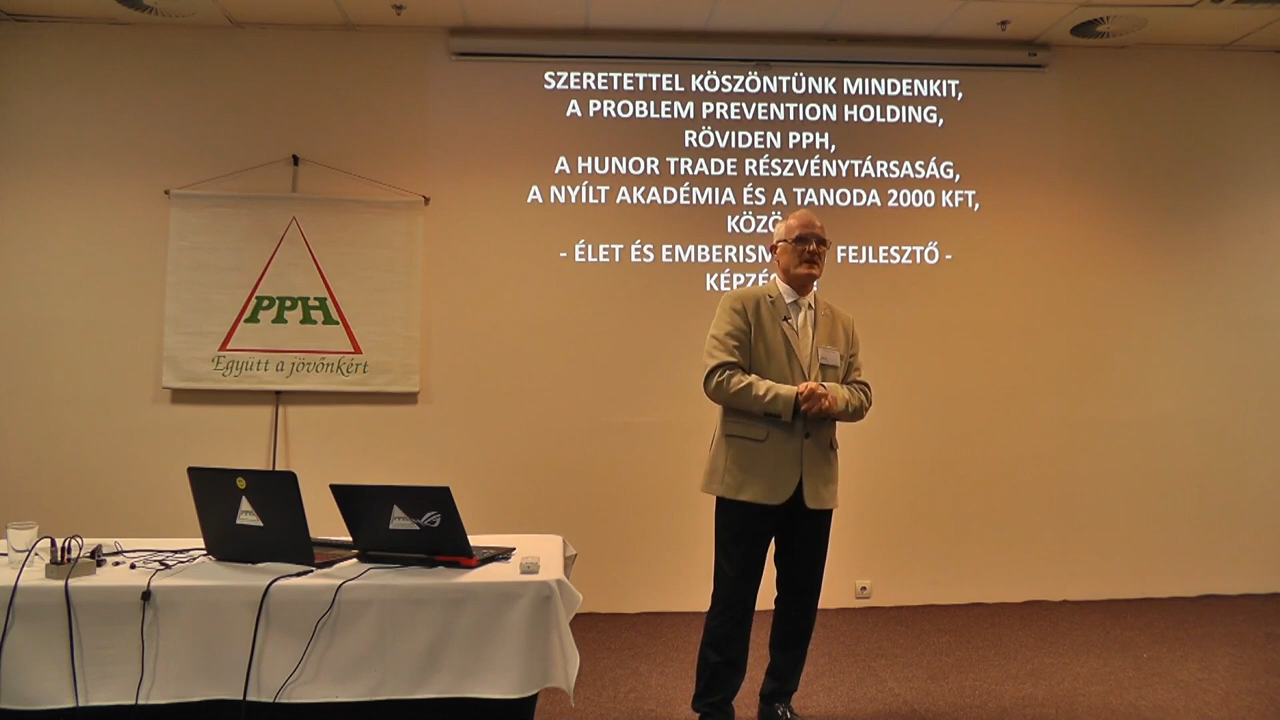 SZERETETTEL KÖSZÖNTÜNK MINDENKIT,
A PROBLEM PREVENTION HOLDING,
RÖVIDEN PPH,
A HUNOR TRADE RÉSZVÉNYTÁRSASÁG,
A NYÍLT AKADÉMIA ÉS A TANODA 2000 KFT,
- ÉLET ÉS FEJLESZTŐ -
PPH
Együtt a jövőnkért